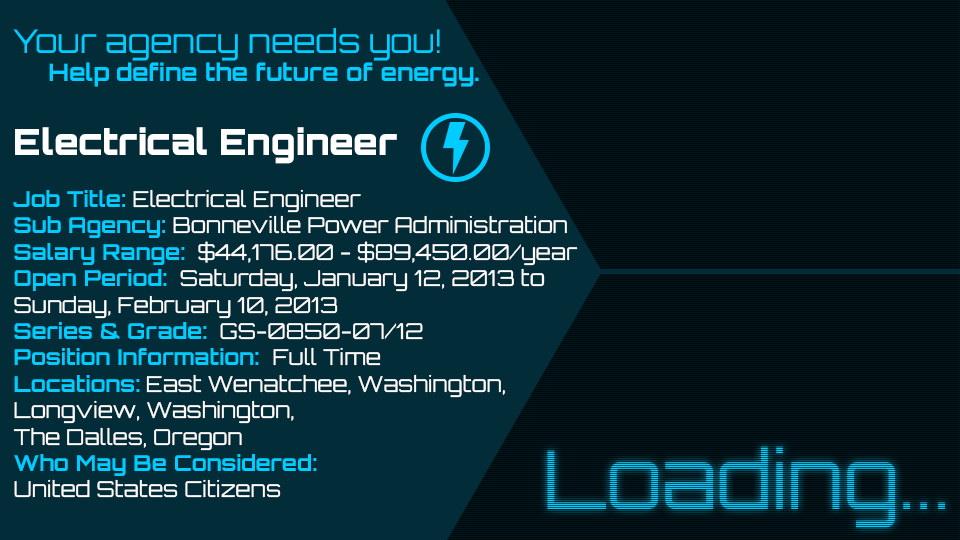 Your agency needs you!
Help define the future of energy.
Electrical Engineer
Job Title: Electrical Engineer
Sub Agency: Bonneville Power Administration
Salary Range: $44,176.00 - $89,450.00/year
Open Period: Saturday, January 12, 2013 to
Sunday, February 10, 2013
Series & Grade: GS-0850-07/12
Position Information: Full Time
Locations: East Wenatchee, Washington,
Longview, Washington,
The Dalles, Oregon
Who May Be Considered:
United States Citizens
Loading...